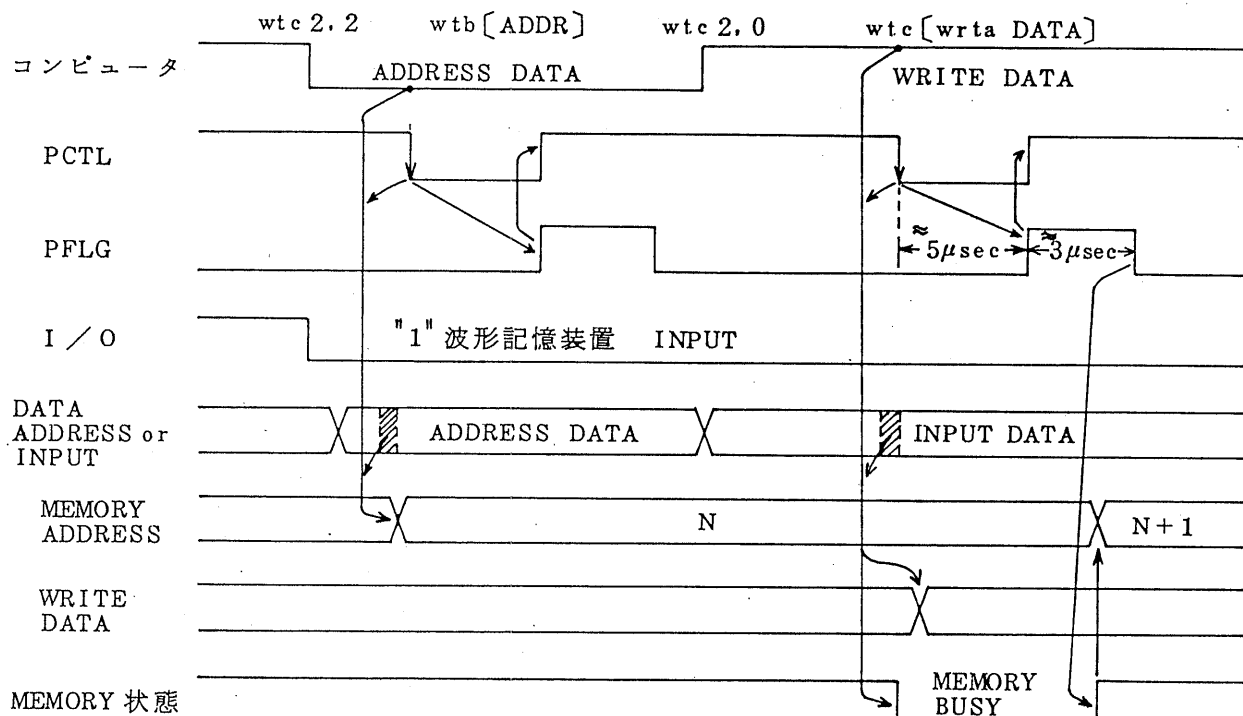 wtc 2,2 wtb〔ADDR〕 wtc 2,0 wtc〔wrta DATA〕
コンピュータ ADDRESS DATA WRITE DATA
PCTL
PFLG ≈5μsec ≈3μsec
I/O "1" 波形記憶装置 INPUT
DATA
ADDRESS or ADDRESS DATA INPUT DATA
INPUT
MEMORY
ADDRESS N N+1
WRITE
DATA
MEMORY 状態 MEMORY
BUSY